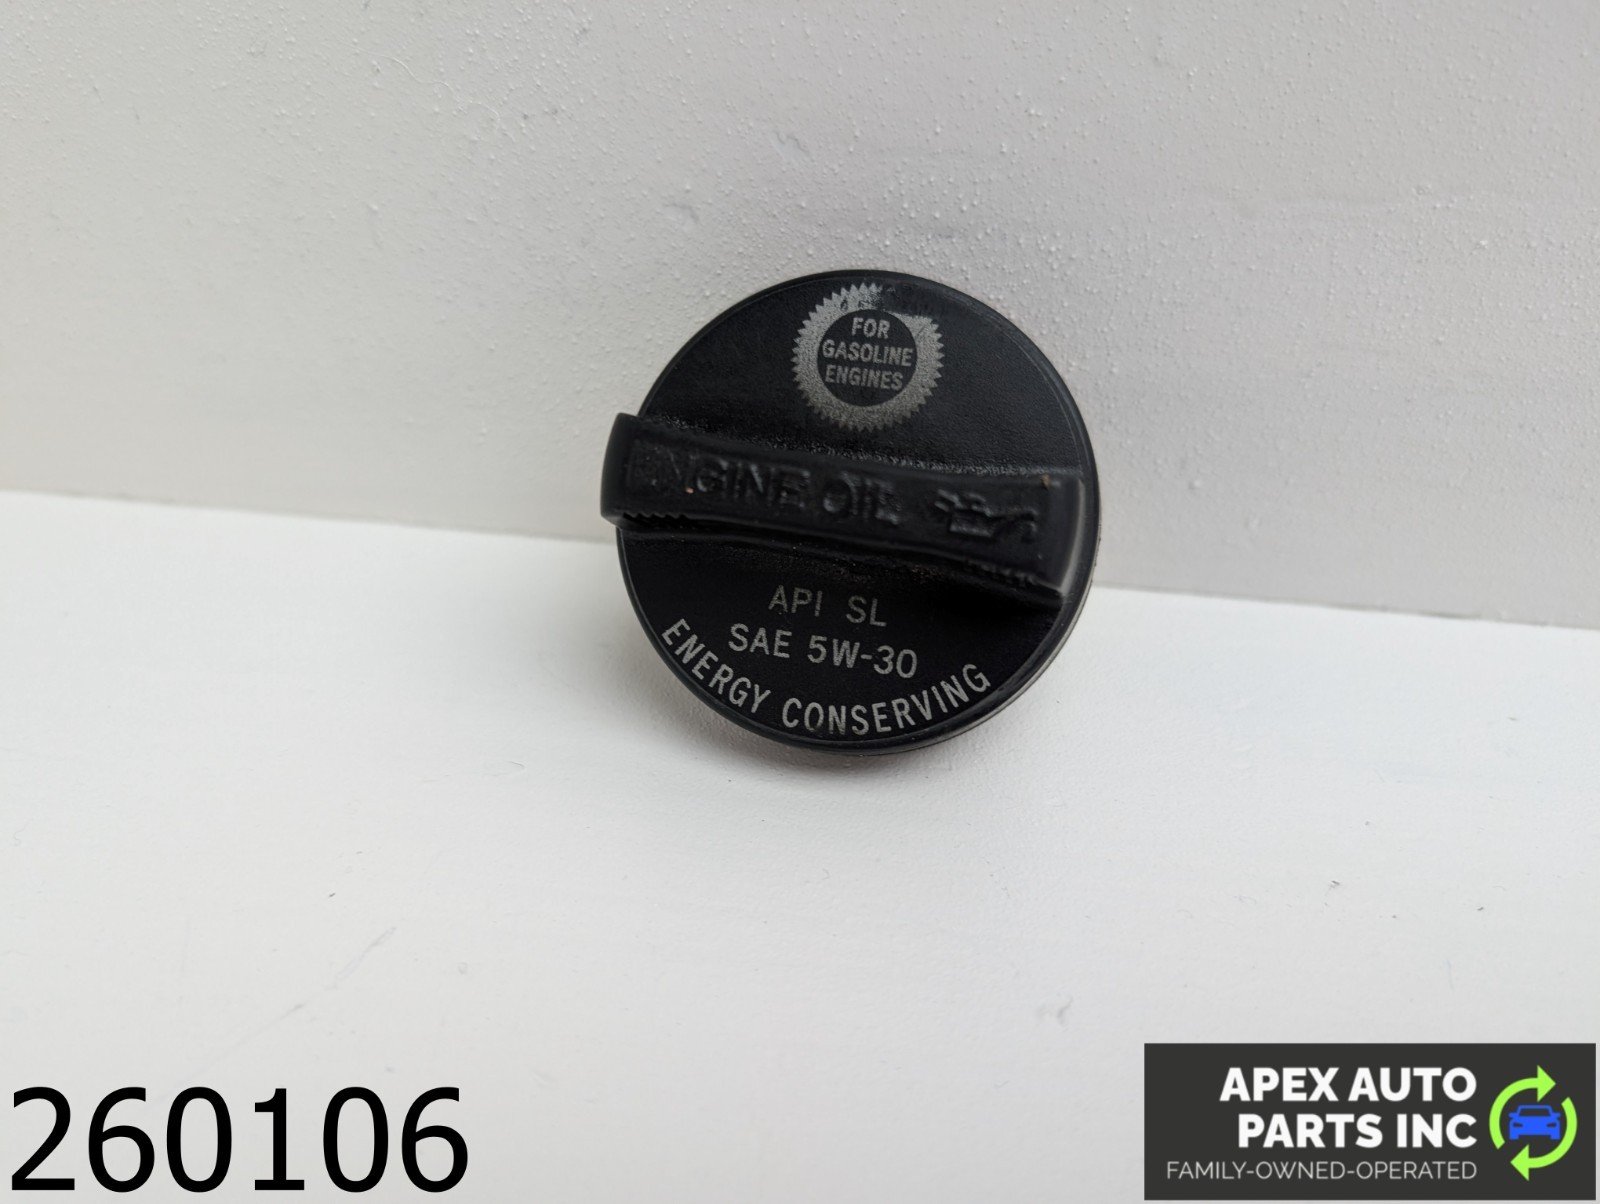 FOR
GASOLINE
ENGINES
ENGINE OIL
API SL
SAE 5W-30
ENERGY CONSERVING
260106
APEX AUTO
PARTS INC
FAMILY-OWNED-OPERATED